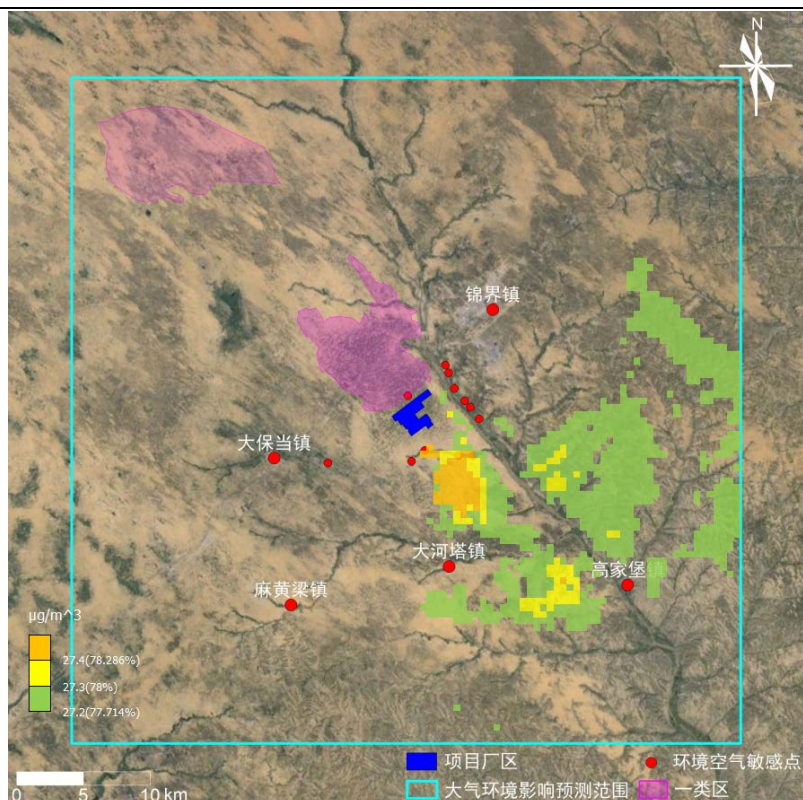 N
锦界镇
大保当镇
大河塔镇
高家堡镇
麻黄梁镇
μg/m^3
27.4(78.286%)
27.3(78%)
27.2(77.714%)
项目厂区
环境空气敏感点
大气环境影响预测范围
一类区
0 5 10 km